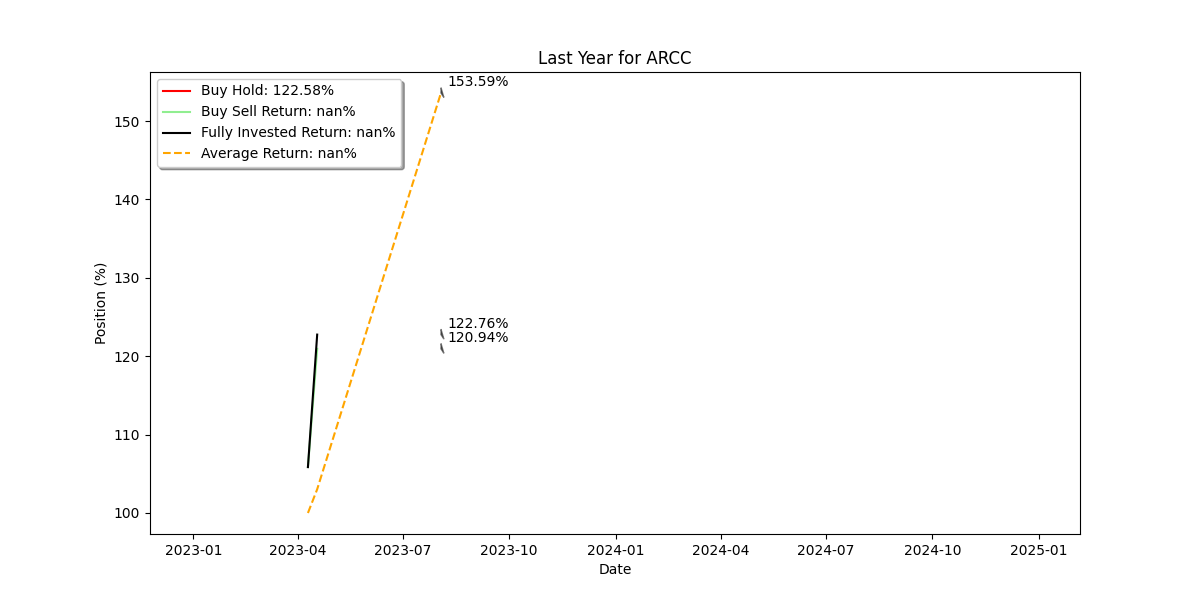 Last Year for ARCC
Buy Hold: 122.58%
Buy Sell Return: nan%
Fully Invested Return: nan%
Average Return: nan%
153.59%
122.76%
120.94%
150
140
130
120
110
100
Position (%)
2023-01
2023-04
2023-07
2023-10
2024-01
2024-04
2024-07
2024-10
2025-01
Date